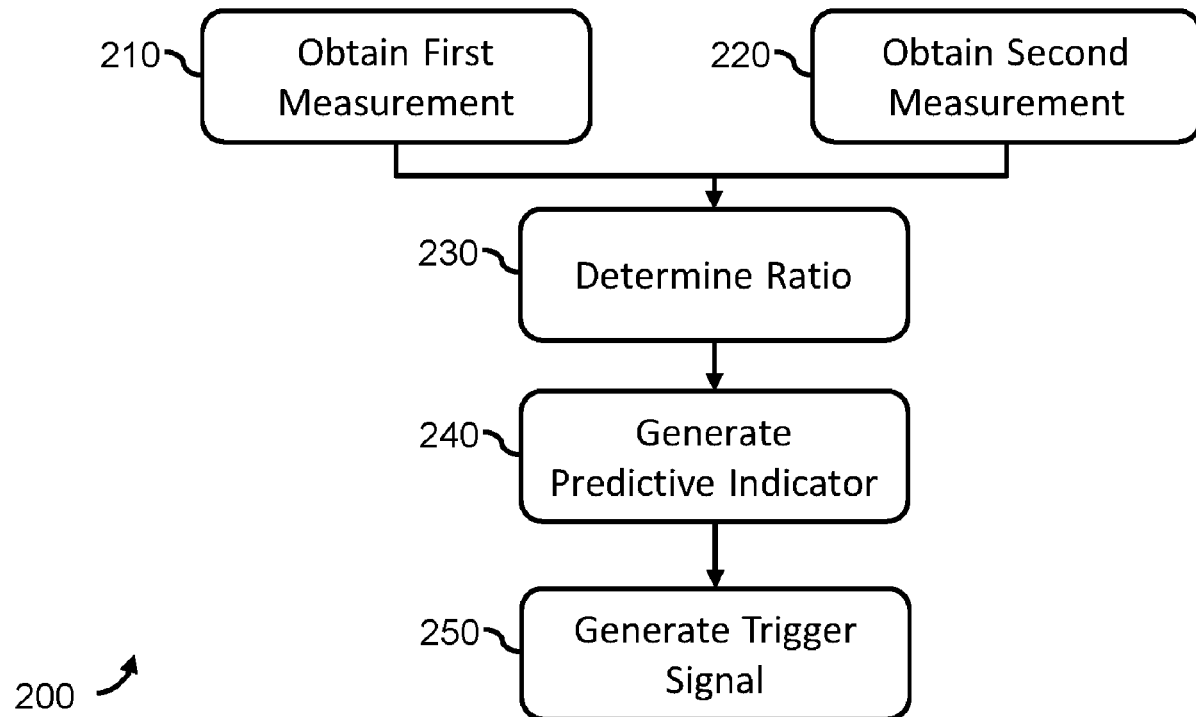 210
Obtain First
Measurement
220
Obtain Second
Measurement
230
Determine Ratio
240
Generate
Predictive Indicator
250
Generate Trigger
Signal
200